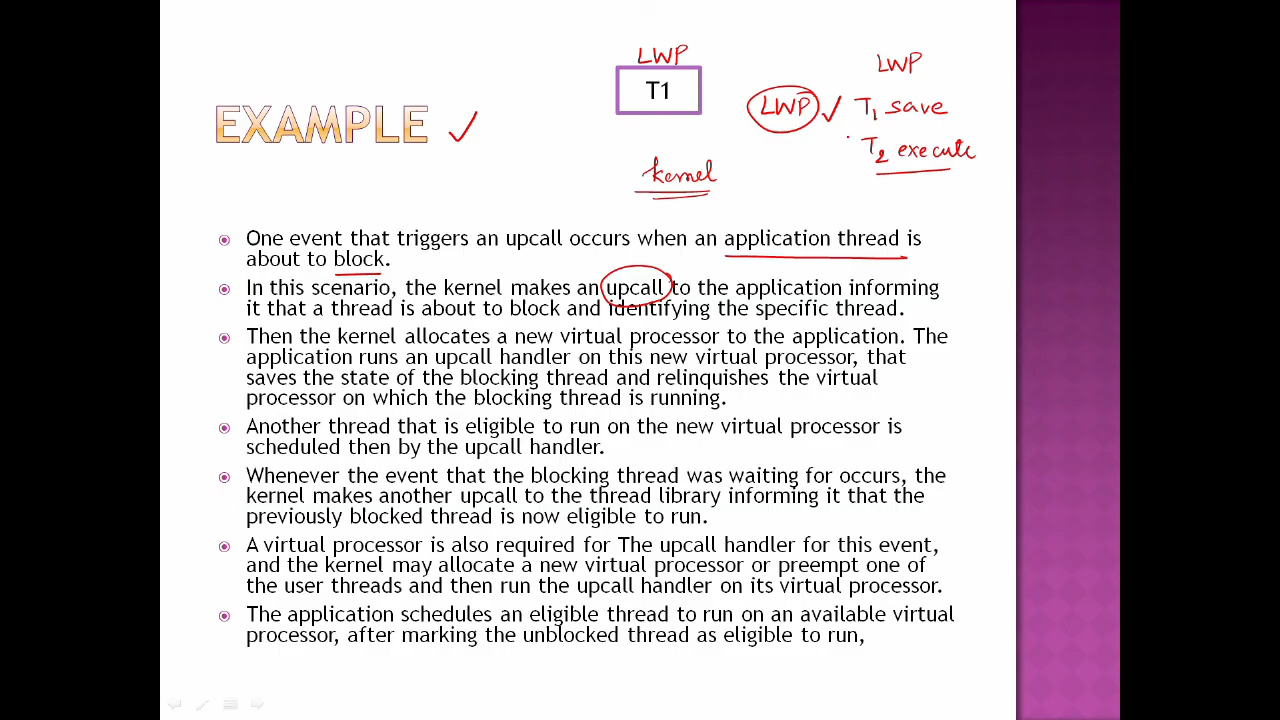 LWP
LWP
T1
LWP ✓ T1 save
EXAMPLE ✓
T2 execute
kernel
One event that triggers an upcall occurs when an application thread is
about to block.
In this scenario, the kernel makes an upcall to the application informing
it that a thread is about to block and identifying the specific thread.
Then the kernel allocates a new virtual processor to the application. The
application runs an upcall handler on this new virtual processor, that
saves the state of the blocking thread and relinquishes the virtual
processor on which the blocking thread is running.
Another thread that is eligible to run on the new virtual processor is
scheduled then by the upcall handler.
Whenever the event that the blocking thread was waiting for occurs, the
kernel makes another upcall to the thread library informing it that the
previously blocked thread is now eligible to run.
A virtual processor is also required for The upcall handler for this event,
and the kernel may allocate a new virtual processor or preempt one of
the user threads and then run the upcall handler on its virtual processor.
The application schedules an eligible thread to run on an available virtual
processor, after marking the unblocked thread as eligible to run,